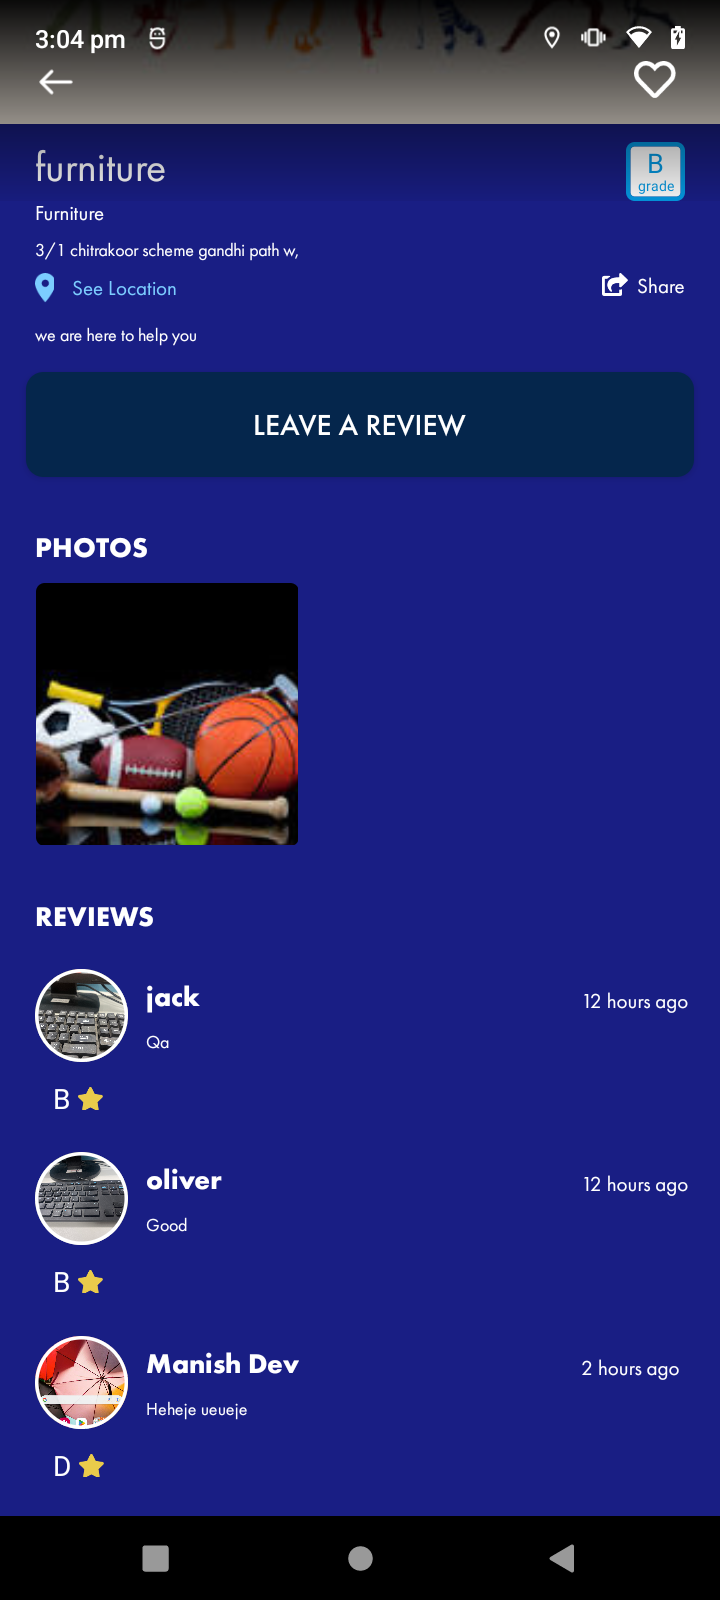 3:04 pm
furniture
B
grade
Furniture
3/1 chitrakoor scheme gandhi path w,
See Location
Share
we are here to help you
LEAVE A REVIEW
PHOTOS
REVIEWS
jack
12 hours ago
Qa
B
oliver
12 hours ago
Good
B
Manish Dev
2 hours ago
Heheje ueueje
D